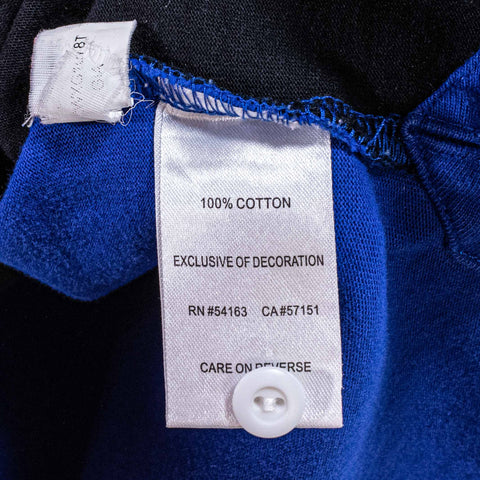 100% COTTON
EXCLUSIVE OF DECORATION
RN #54163 CA#57151
CARE ON REVERSE